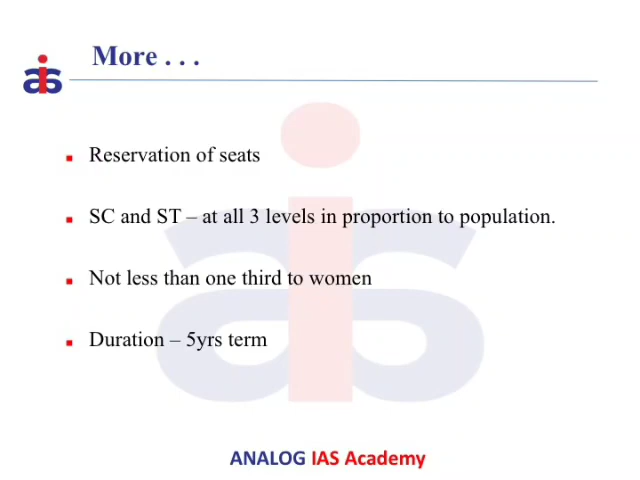 More . . .
Reservation of seats
SC and ST – at all 3 levels in proportion to population.
Not less than one third to women
Duration – 5yrs term
ANALOG IAS Academy